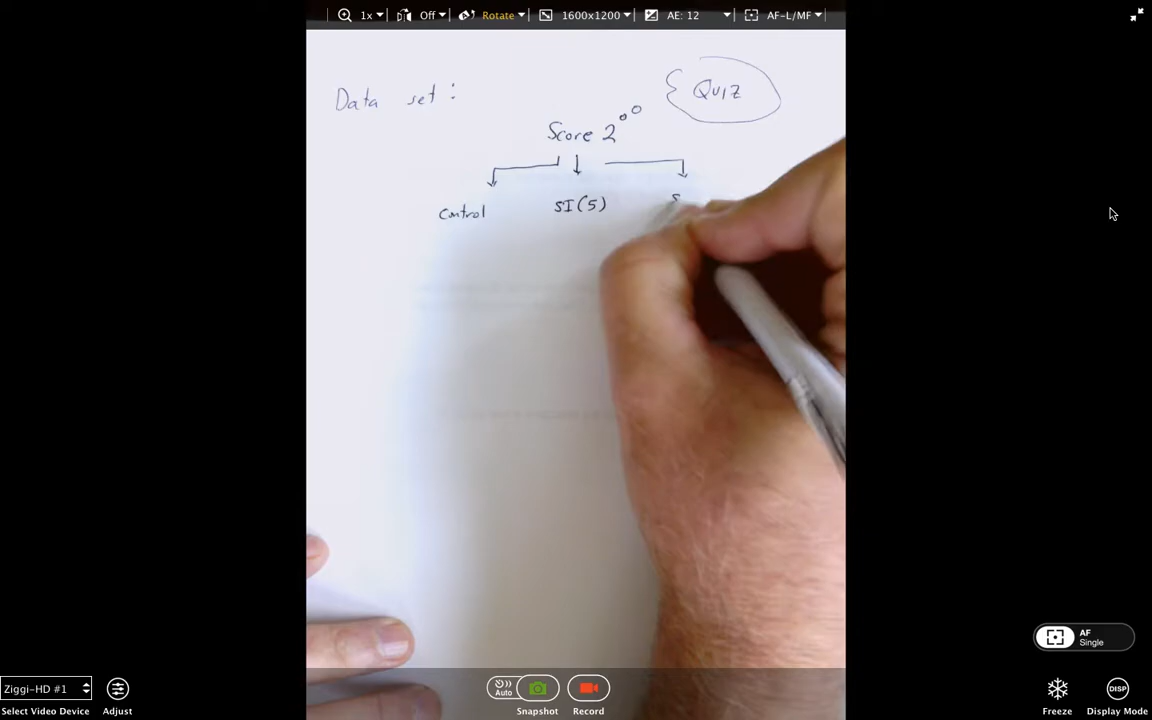 1x Off Rotate 1600x1200 AE: 12 AF-L/MF
Data set:
{ QUIZ
Score 2
control SI(5) S
AF
Single
Ziggi-HD #1
Auto
DISP
Select Video Device Adjust Snapshot Record Freeze Display Mode